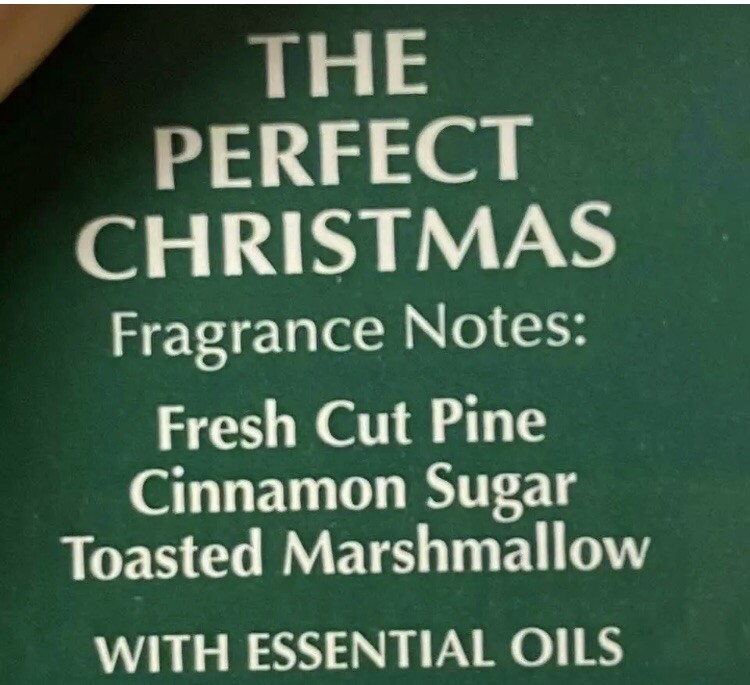 THE
PERFECT
CHRISTMAS
Fragrance Notes:
Fresh Cut Pine
Cinnamon Sugar
Toasted Marshmallow
WITH ESSENTIAL OILS